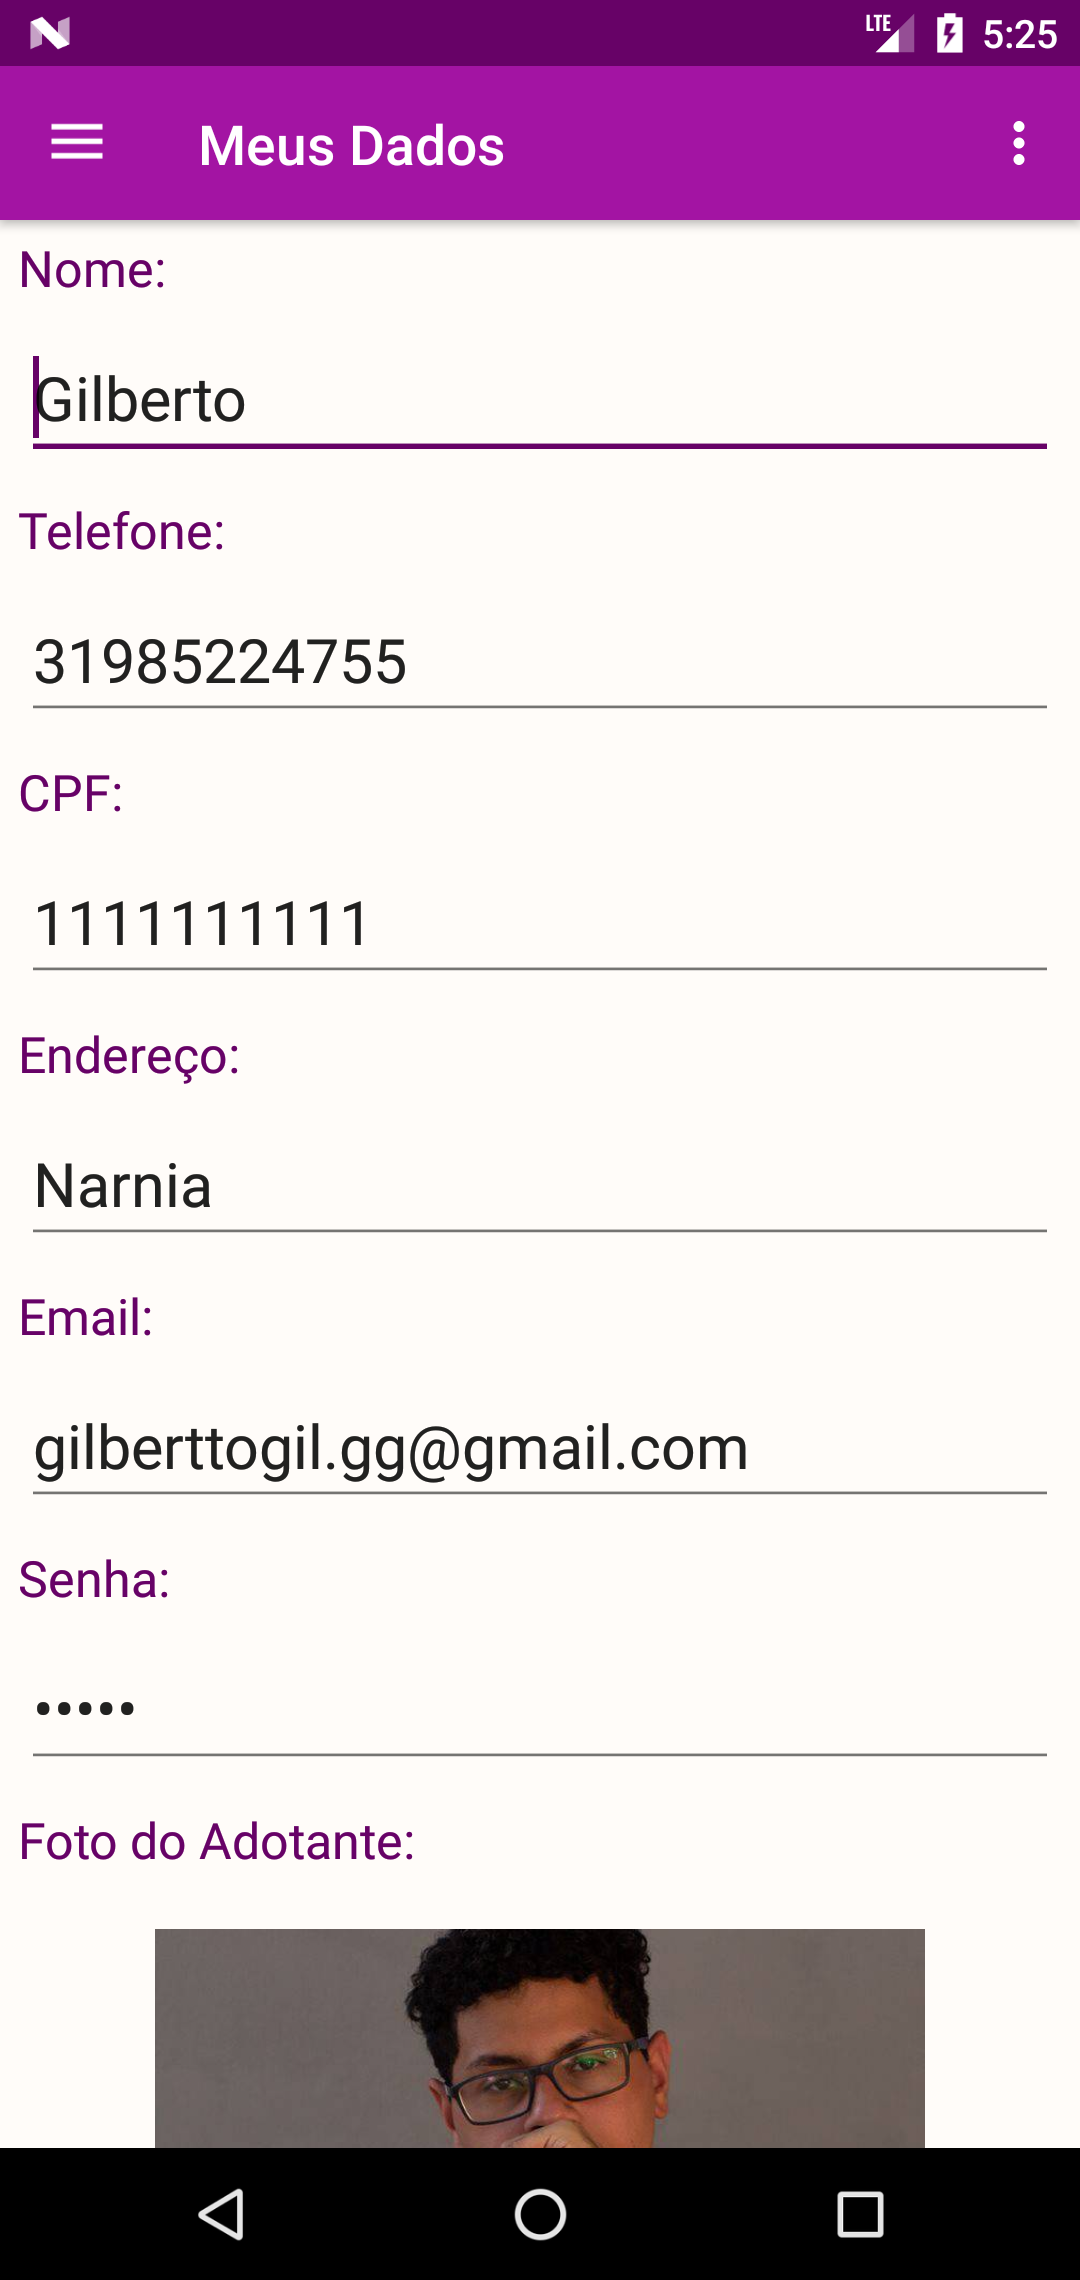 LTE 5:25
Meus Dados
Nome:
Gilberto
Telefone:
31985224755
CPF:
1111111111
Endereço:
Narnia
Email:
gilberttogil.gg@gmail.com
Senha:
•••••
Foto do Adotante: